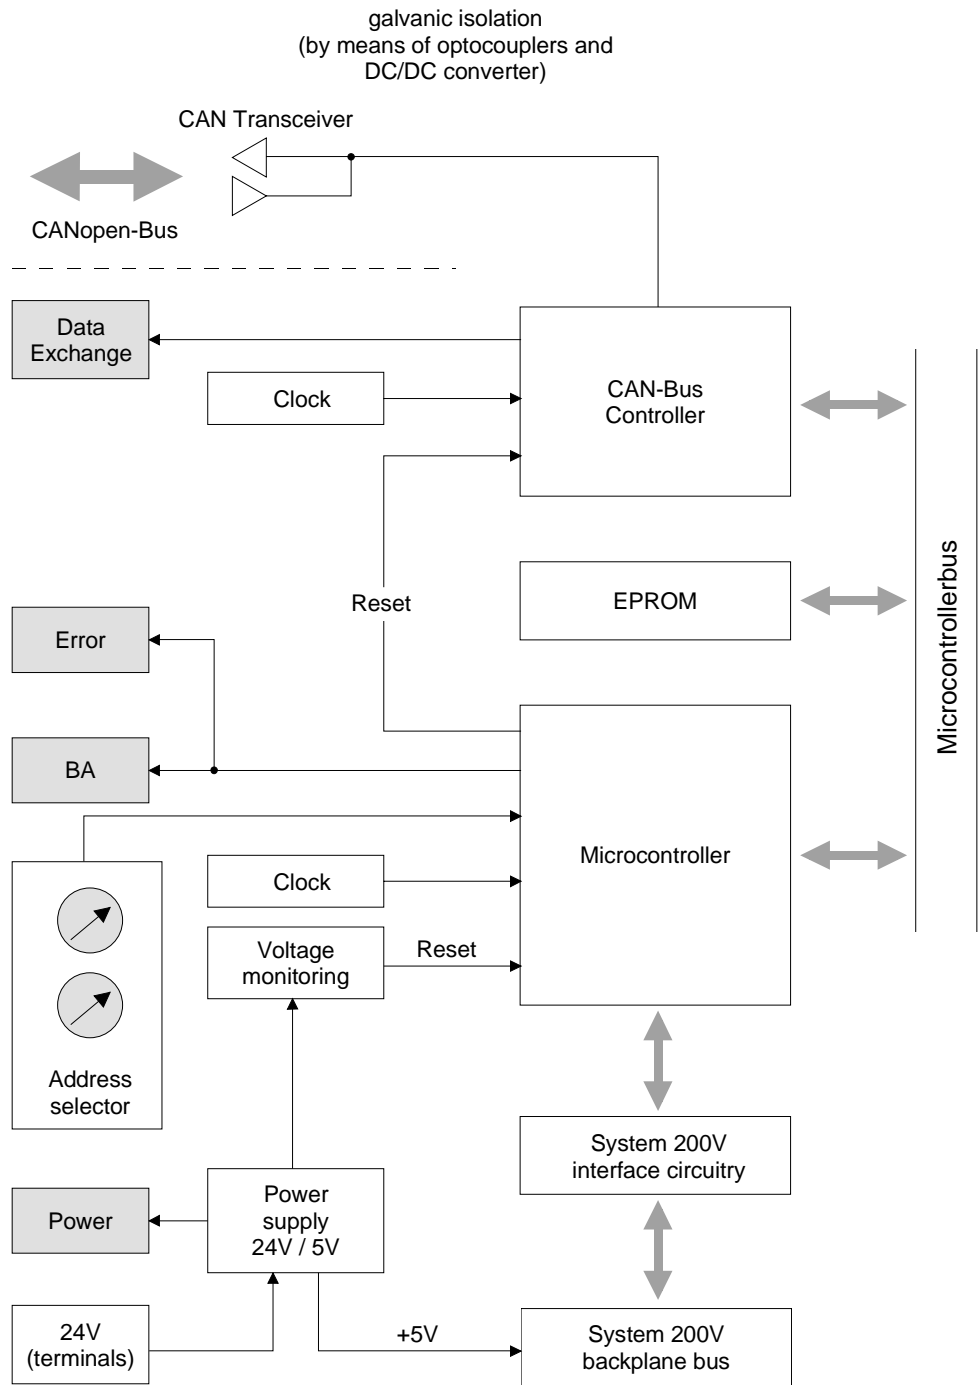 galvanic isolation
(by means of optocouplers and
DC/DC converter)
CAN Transceiver
CANopen-Bus
Data
Exchange
Clock
CAN-Bus
Controller
Microcontrollerbus
Reset
EPROM
Error
BA
Microcontroller
Clock
Voltage
monitoring
Reset
Address
selector
System 200V
interface circuitry
Power
Power
supply
24V / 5V
24V
(terminals)
+5V
System 200V
backplane bus